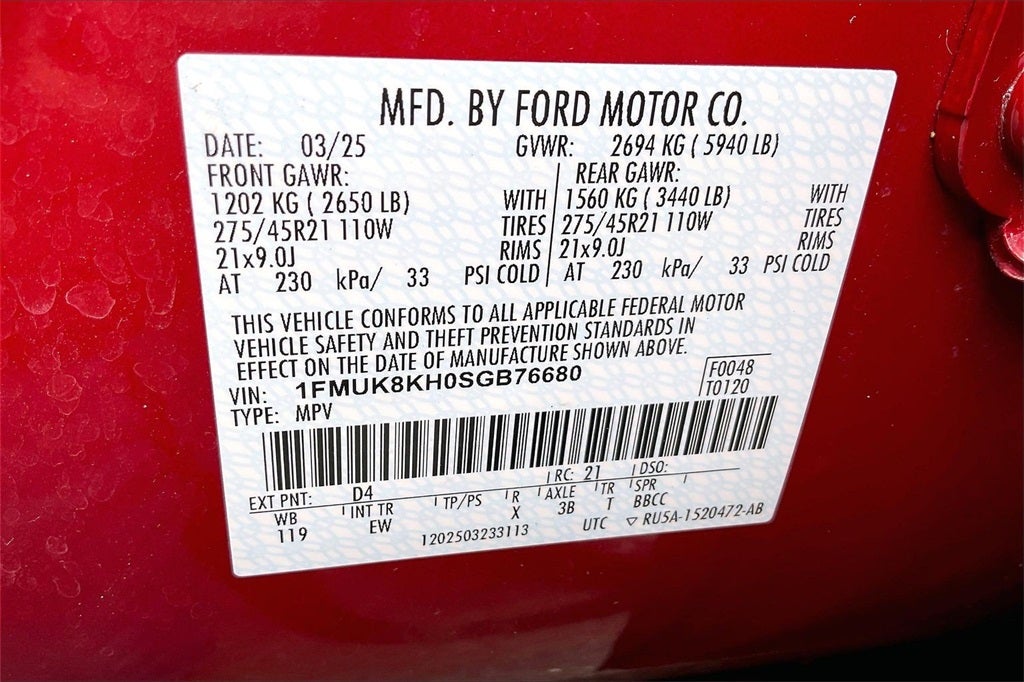 MFD. BY FORD MOTOR CO.
DATE: 03/25 GVWR: 2694 KG ( 5940 LB)
FRONT GAWR: REAR GAWR:
1202 KG ( 2650 LB) WITH 1560 KG ( 3440 LB) WITH
275/45R21 110W TIRES 275/45R21 110W TIRES
21x9.0J RIMS 21x9.0J RIMS
AT 230 kPa/ 33 PSI COLD AT 230 kPa/ 33 PSI COLD
THIS VEHICLE CONFORMS TO ALL APPLICABLE FEDERAL MOTOR
VEHICLE SAFETY AND THEFT PREVENTION STANDARDS IN
EFFECT ON THE DATE OF MANUFACTURE SHOWN ABOVE.
VIN: 1FMUK8KH0SGB76680 F0048
TYPE: MPV T0120
RC: 21 DSO:
EXT PNT: D4
WB INT TR TP/PS R AXLE TR SPR
119 EW X 3B T BBCC
1202503233113 UTC ▽ RU5A-1520472-AB